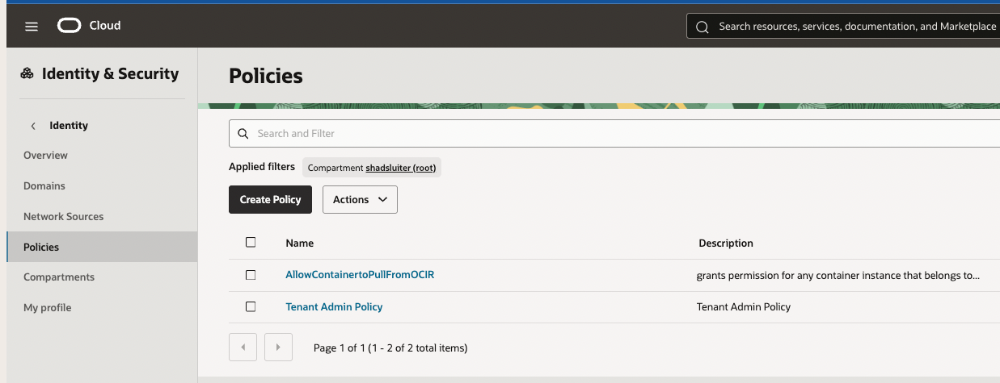 Cloud
Search resources, services, documentation, and Marketplace
Identity & Security
Identity
Overview
Domains
Network Sources
Policies
Compartments
My profile
Policies
Search and Filter
Applied filters Compartment shadsluiter (root)
Create Policy Actions
Name Description
AllowContainertoPullFromOCIR grants permission for any container instance that belongs to...
Tenant Admin Policy Tenant Admin Policy
Page 1 of 1 (1 - 2 of 2 total items)